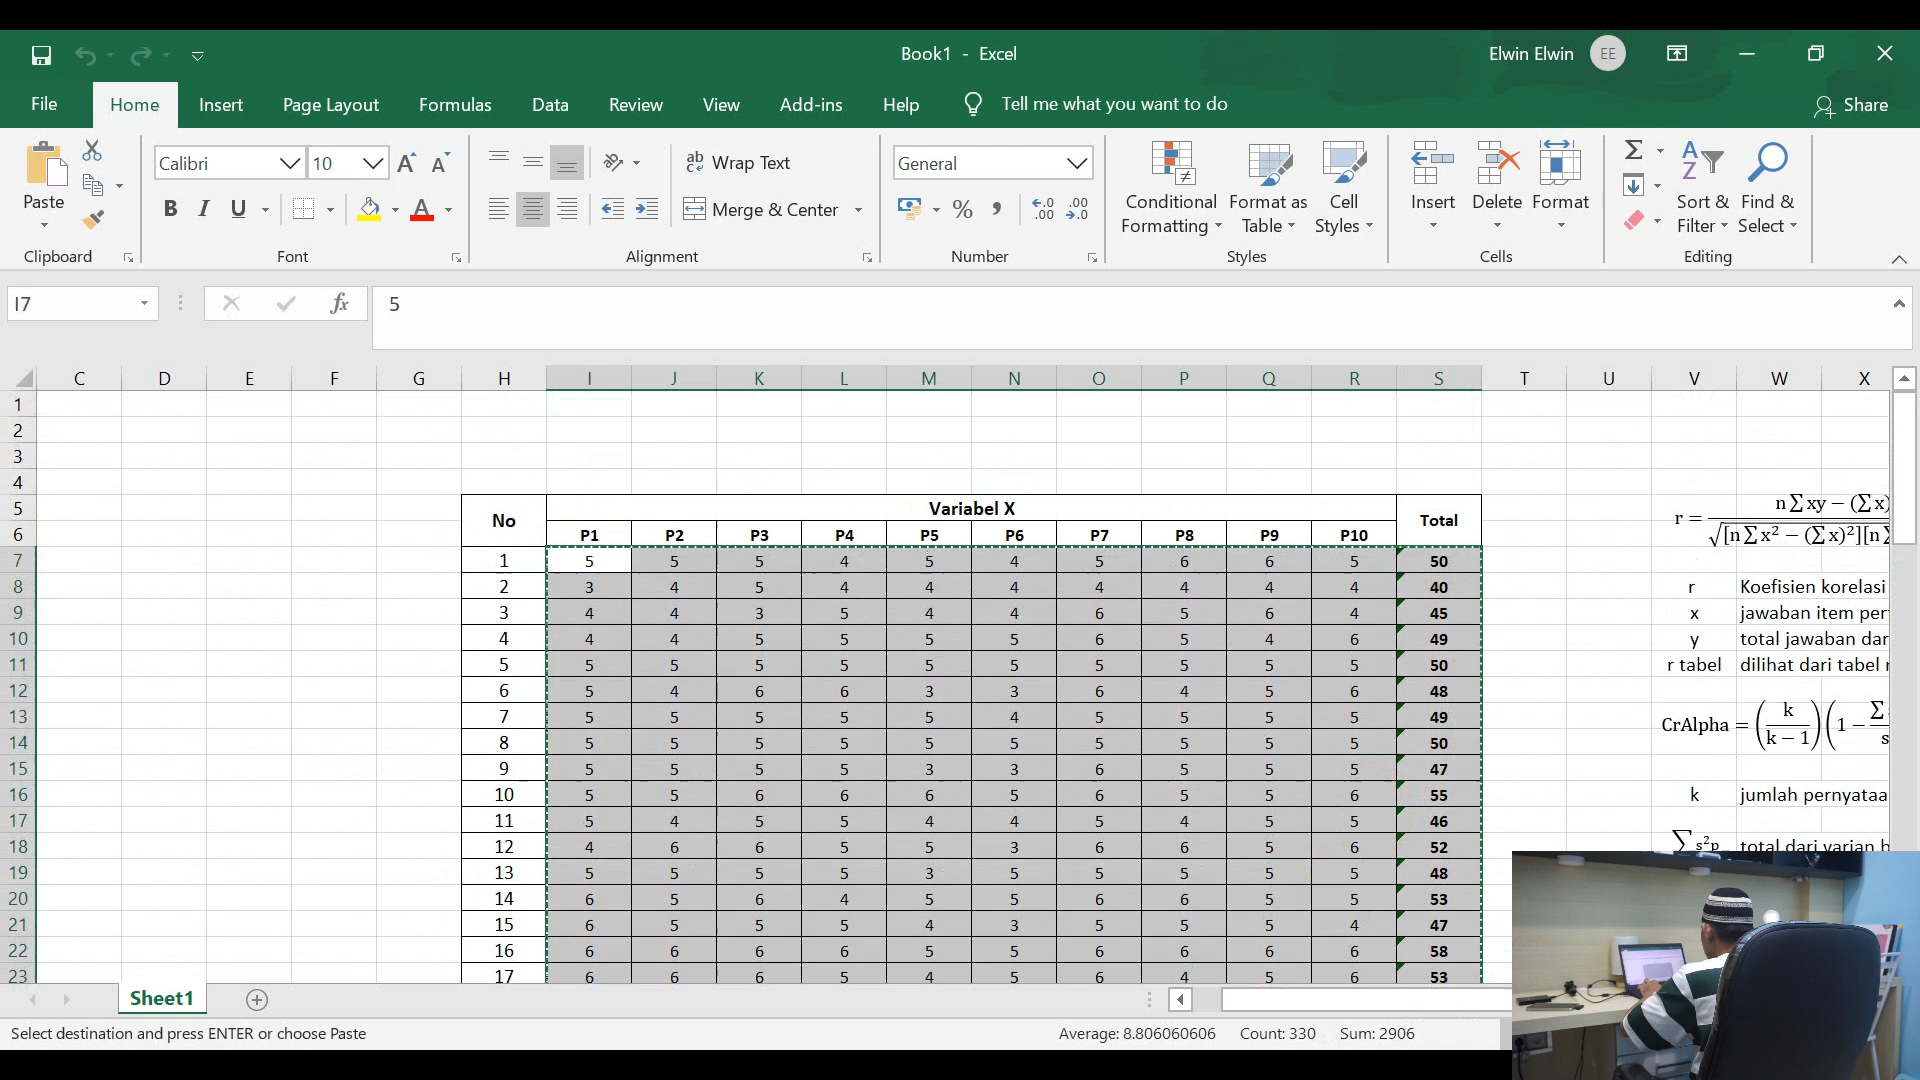 Book1 - Excel
Elwin Elwin EE
File Home Insert Page Layout Formulas Data Review View Add-ins Help Tell me what you want to do Share
Calibri 10 Wrap Text General
Paste Merge & Center
Conditional Formatting Format as Table Cell Styles Insert Delete Format Sort & Filter Find & Select
Clipboard Font Alignment Number Styles Cells Editing
I7 fx 5
C D E F G H I J K L M N O P Q R S T U V W X
1
2
3
4
5 No Variabel X Total
6 P1 P2 P3 P4 P5 P6 P7 P8 P9 P10
7 1 5 5 5 4 5 4 5 6 6 5 50
8 2 3 4 5 4 4 4 4 4 4 4 40
9 3 4 4 3 5 4 4 6 5 6 4 45
10 4 4 4 5 5 5 5 6 5 4 6 49
11 5 5 5 5 5 5 5 5 5 5 5 50
12 6 5 4 6 6 3 3 6 4 5 6 48
13 7 5 5 5 5 5 4 5 5 5 5 49
14 8 5 5 5 5 5 5 5 5 5 5 50
15 9 5 5 5 5 3 3 6 5 5 5 47
16 10 5 5 6 6 6 5 6 5 5 6 55
17 11 5 4 5 5 4 4 5 4 5 5 46
18 12 4 6 6 5 5 3 6 6 5 6 52
19 13 5 5 5 5 3 5 5 5 5 5 48
20 14 6 5 6 4 5 5 6 6 5 5 53
21 15 6 5 5 5 4 3 5 5 5 4 47
22 16 6 6 6 6 5 5 6 6 6 6 58
23 17 6 6 6 5 4 5 6 4 5 6 53
r = n∑xy − (∑x)
√[n∑x² − (∑x)²][n∑
r Koefisien korelasi
x jawaban item per
y total jawaban dar
r tabel dilihat dari tabel r
CrAlpha = (k / k − 1)(1 − ∑
s
k jumlah pernyataa
∑ s²p total dari varian b
Sheet1
Select destination and press ENTER or choose Paste Average: 8.806060606 Count: 330 Sum: 2906